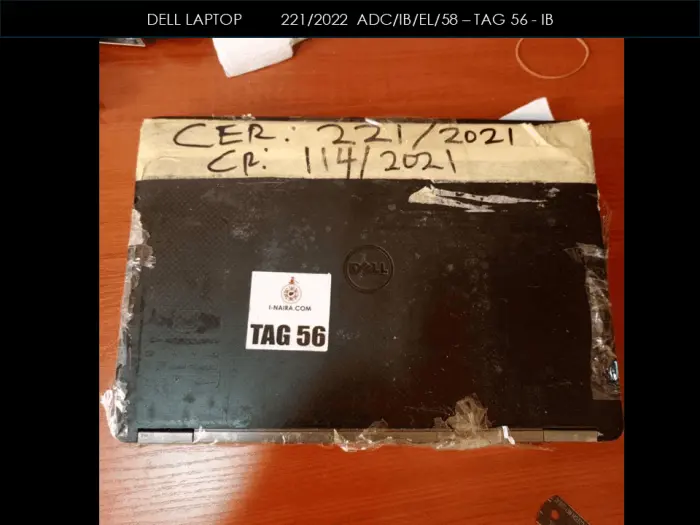 DELL LAPTOP 221/2022 ADC/IB/EL/58 – TAG 56 - IB
CER: 221/2021
CR: 114/2021
DELL
I-NAIRA.COM
TAG 56